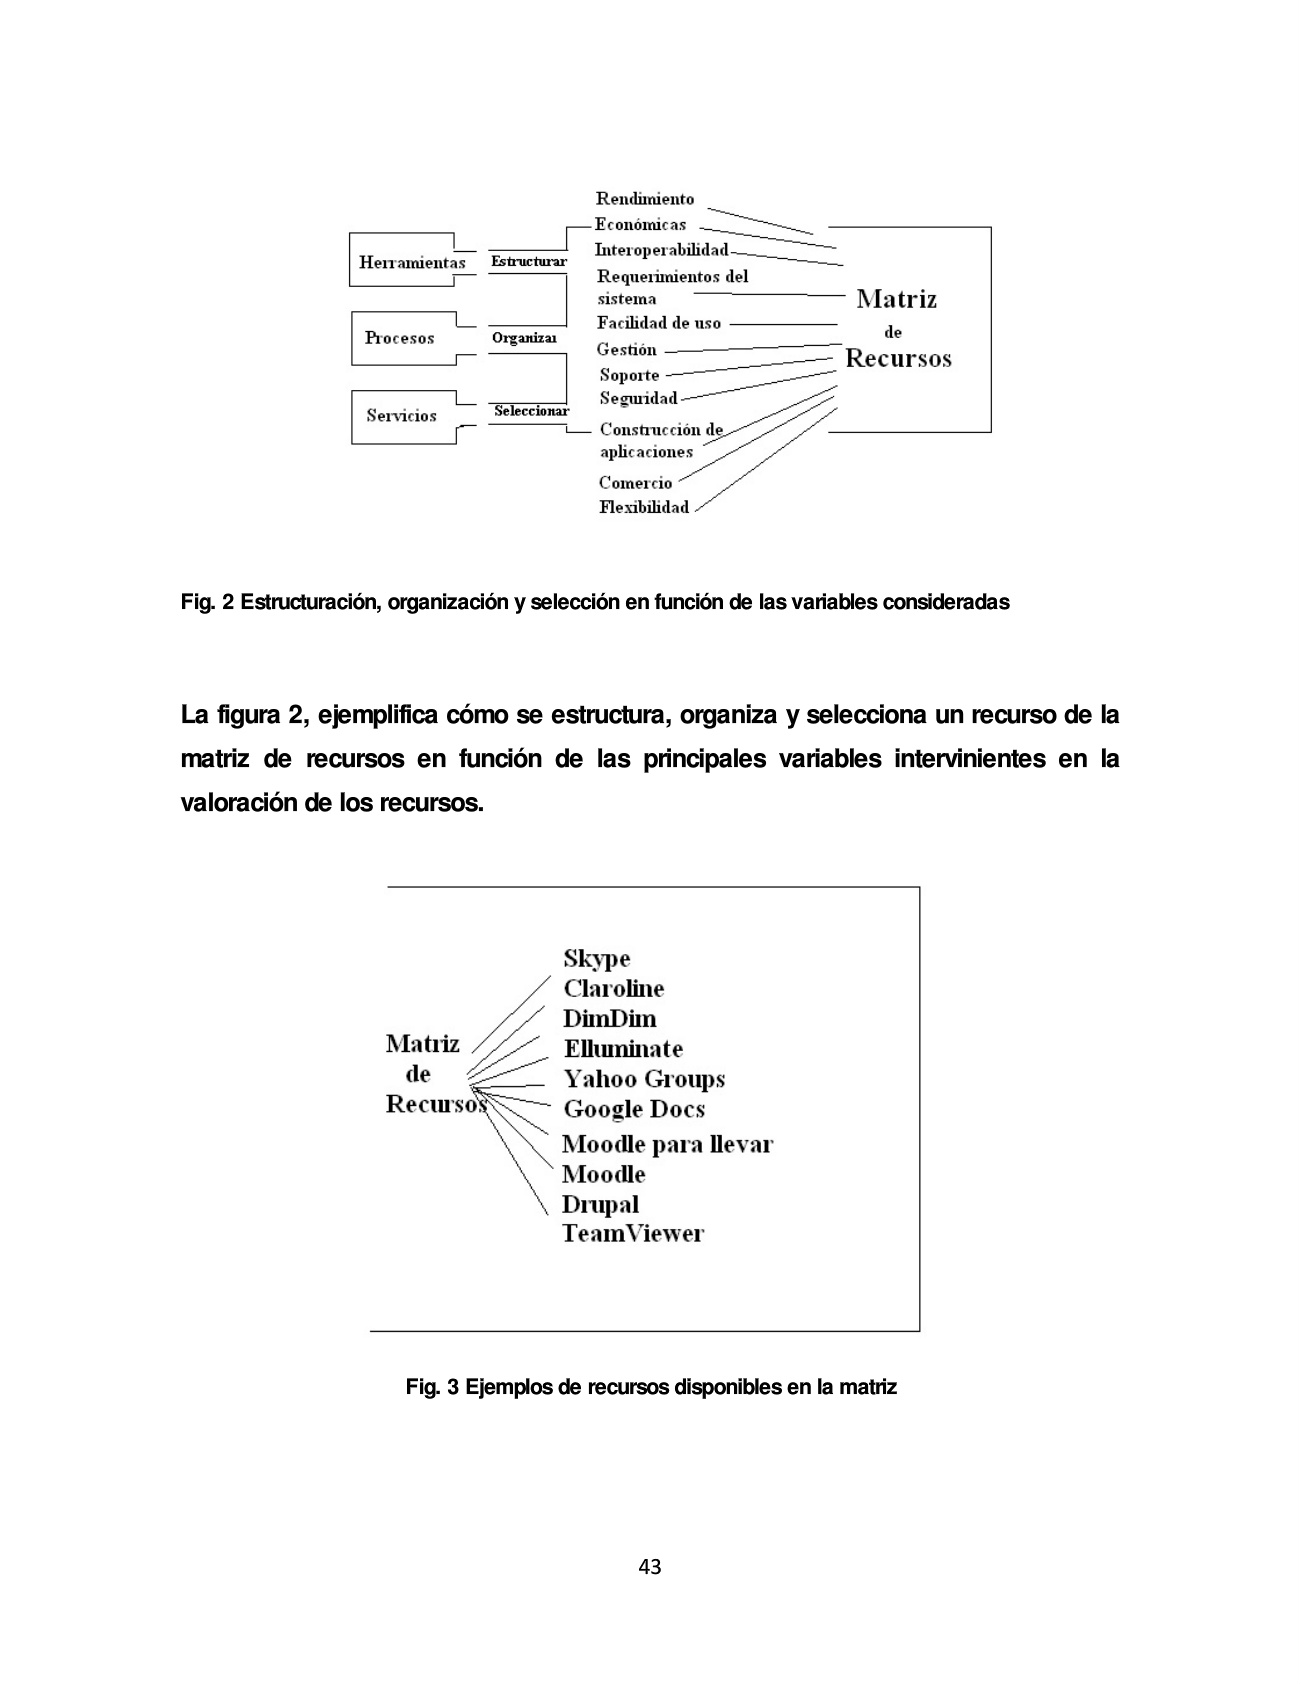 Rendimiento
Económicas
Interoperabilidad
Requerimientos del
sistema
Facilidad de uso
Gestión
Soporte
Seguridad
Construcción de
aplicaciones
Comercio
Flexibilidad
Herramientas
Estructurar
Procesos
Organizar
Servicios
Seleccionar
Matriz
de
Recursos
Fig. 2 Estructuración, organización y selección en función de las variables consideradas
La figura 2, ejemplifica cómo se estructura, organiza y selecciona un recurso de la
matriz de recursos en función de las principales variables intervinientes en la
valoración de los recursos.
Matriz
de
Recursos
Skype
Claroline
DimDim
Elluminate
Yahoo Groups
Google Docs
Moodle para llevar
Moodle
Drupal
TeamViewer
Fig. 3 Ejemplos de recursos disponibles en la matriz
43